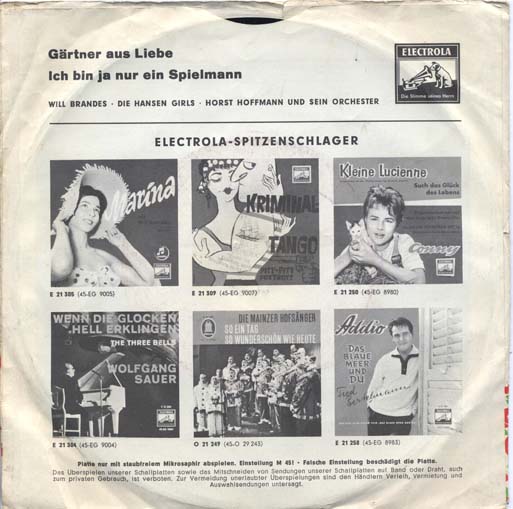 Gärtner aus Liebe
Ich bin ja nur ein Spielmann
WILL BRANDES · DIE HANSEN GIRLS · HORST HOFFMANN UND SEIN ORCHESTER
ELECTROLA
Die Stimme seines Herrn
ELECTROLA-SPITZENSCHLAGER
Marina
E 21 305 (45-EG 9005)
KRIMINAL
TANGO
E 21 309 (45-EG 9007)
Kleine Lucienne
Such das Glück
des Lebens
Conny
E 21 250 (45-EG 8980)
WENN DIE GLOCKEN
HELL ERKLINGEN
THE THREE BELLS
WOLFGANG
SAUER
E 21 304 (45-EG 9004)
DIE MAINZER HOFSÄNGER
SO EIN TAG
SO WUNDERSCHÖN WIE HEUTE
O 21 249 (45-O 29 243)
Addio
DAS
BLAUE
MEER
UND
DU
E 21 258 (45-EG 8983)
Platte nur mit staubfreiem Mikrosaphir abspielen. Einstellung M 45! · Falsche Einstellung beschädigt die Platte.
Das Überspielen unserer Schallplatten sowie das Mitschneiden von Sendungen unserer Schallplatten auf Band oder Draht, auch
zum privaten Gebrauch, ist verboten. Zur Vermeidung unerlaubter Überspielungen sind den Händlern Verleih, Vermietung und
Auswahlsendungen untersagt.